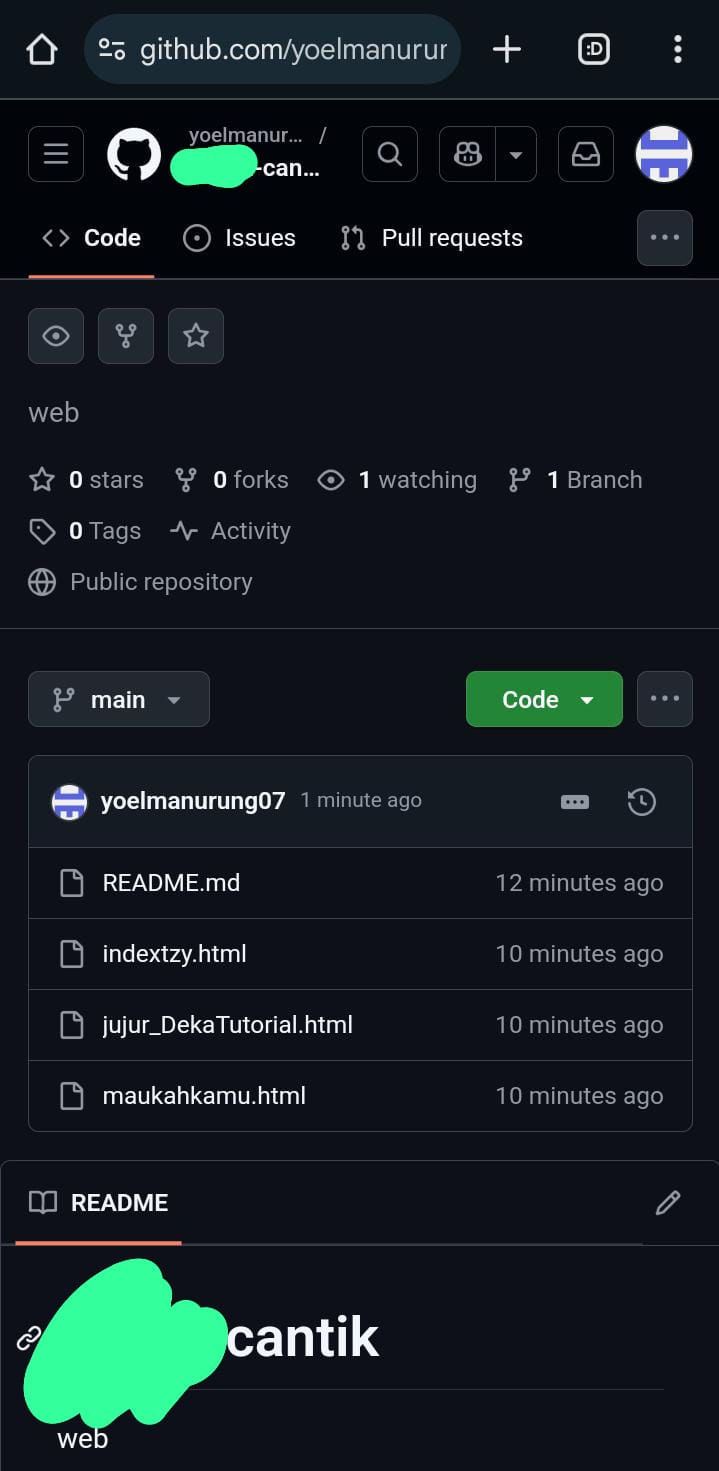 github.com/yoelmanurur
:D
yoelmanur... /
-can...
Code Issues Pull requests
web
0 stars 0 forks 1 watching 1 Branch
0 Tags Activity
Public repository
main Code
yoelmanurung07 1 minute ago
README.md 12 minutes ago
indextzy.html 10 minutes ago
jujur_DekaTutorial.html 10 minutes ago
maukahkamu.html 10 minutes ago
README
cantik
web